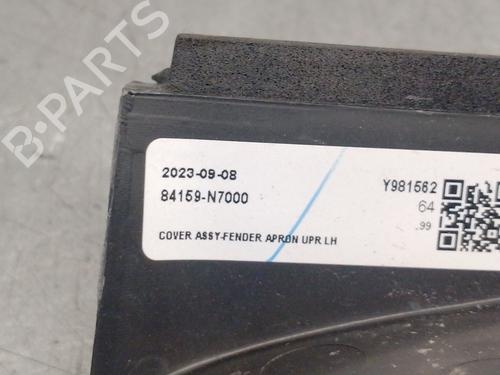 B·PARTS
2023-09-08
84159-N7000
Y981562
64
.99
COVER ASSY-FENDER APRON UPR LH